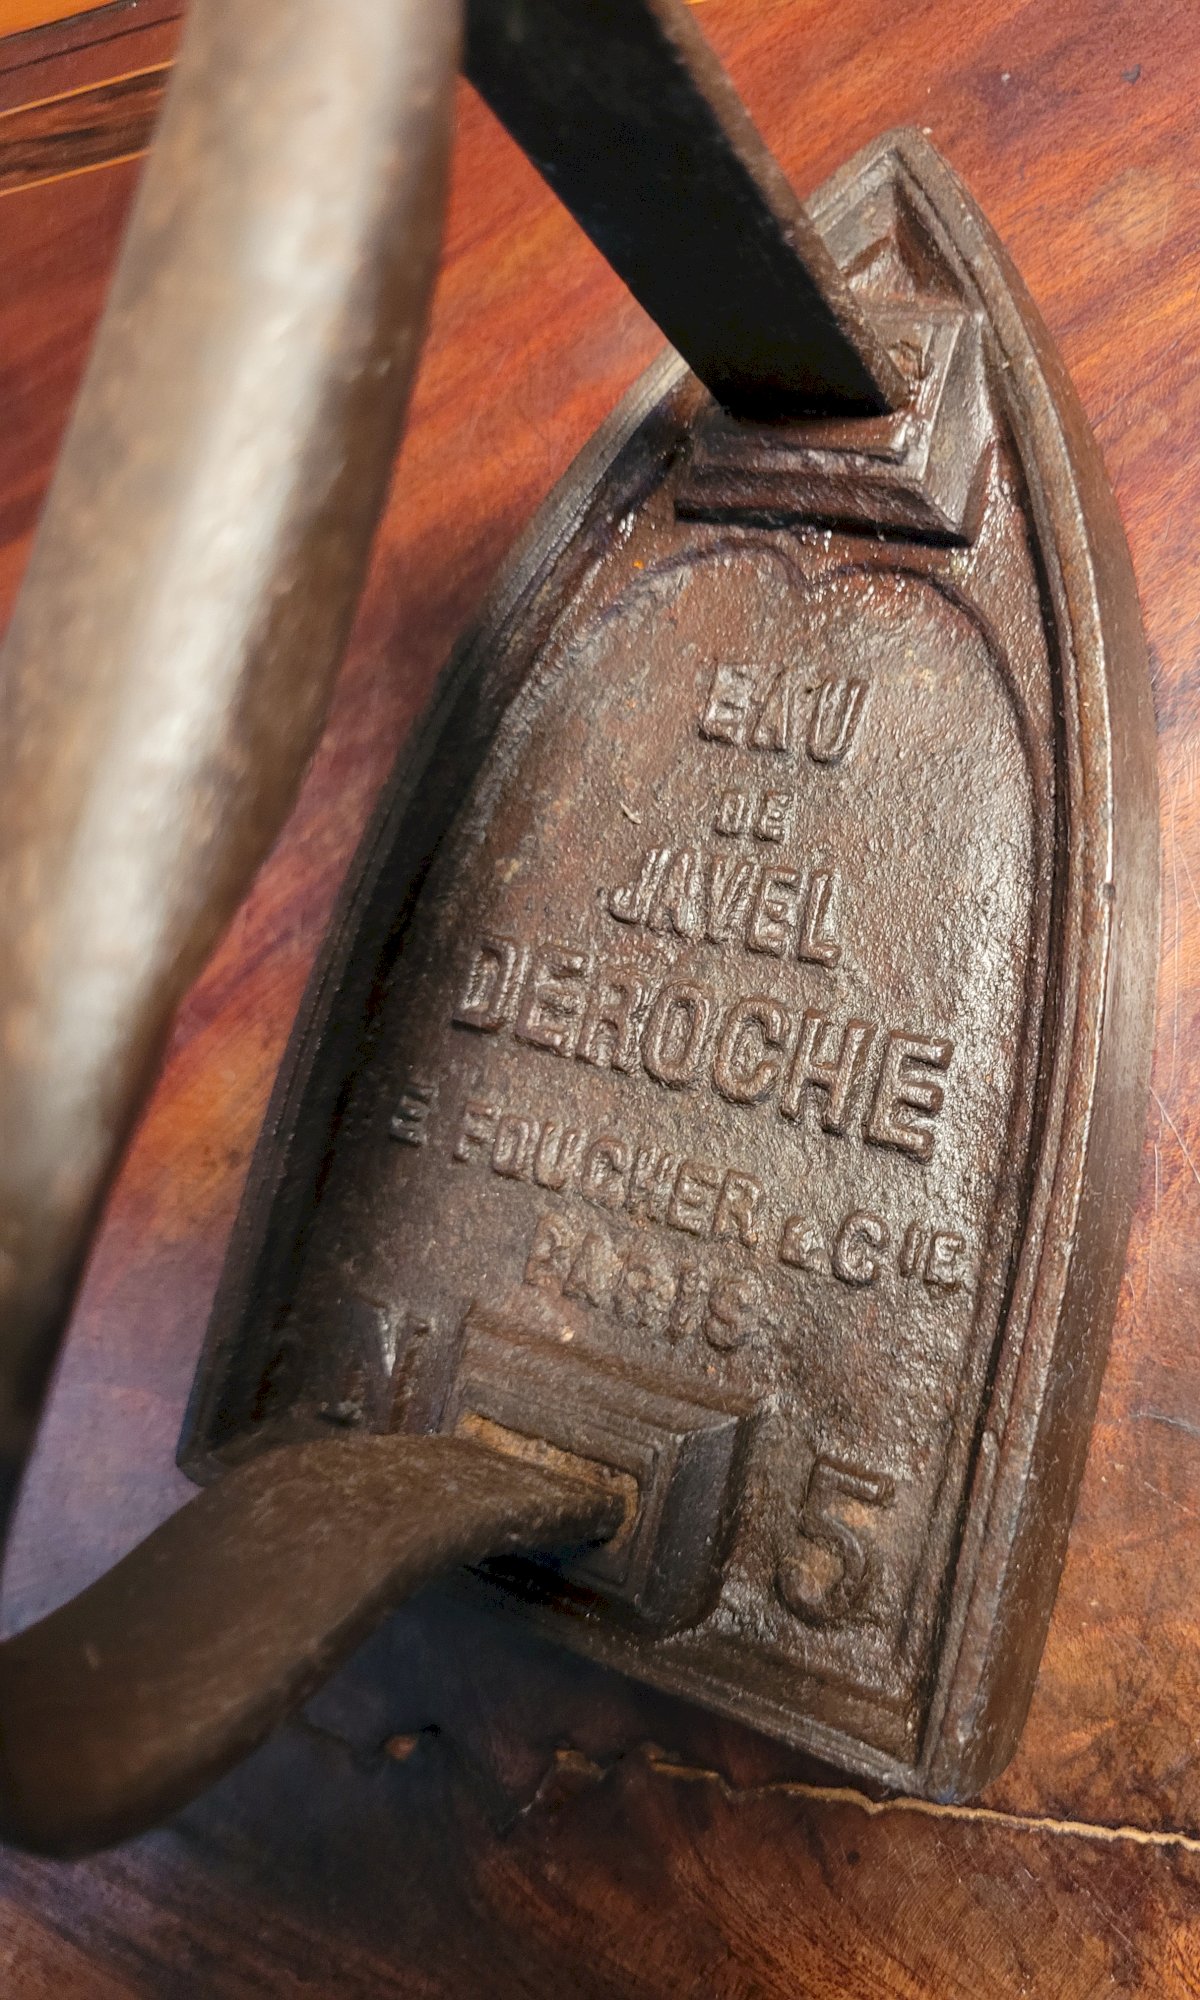 EAU
DE
JAVEL
DEROCHE
E. FOUCHER & CIE
PARIS
N 5